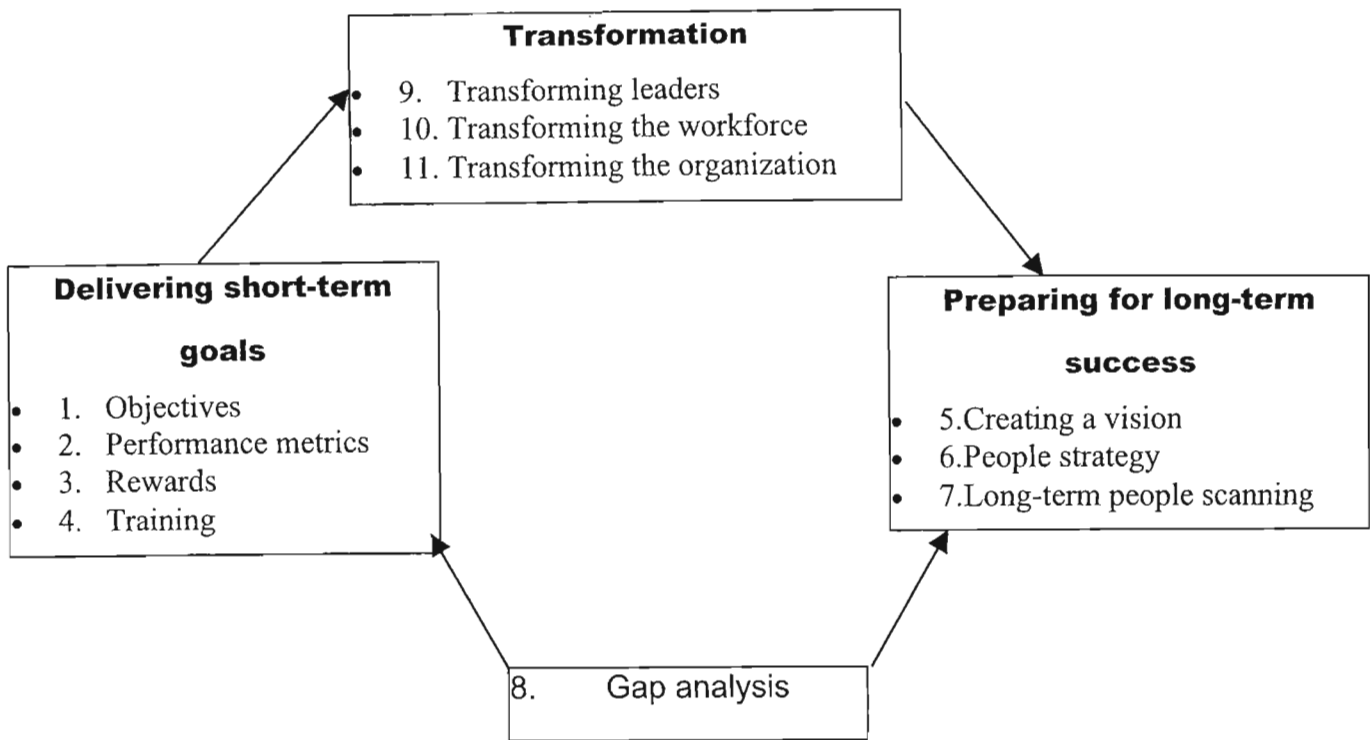 Transformation
• 9. Transforming leaders
• 10. Transforming the workforce
• 11. Transforming the organization
Delivering short-term
goals
• 1. Objectives
• 2. Performance metrics
• 3. Rewards
• 4. Training
Preparing for long-term
success
• 5.Creating a vision
• 6.People strategy
• 7.Long-term people scanning
8. Gap analysis